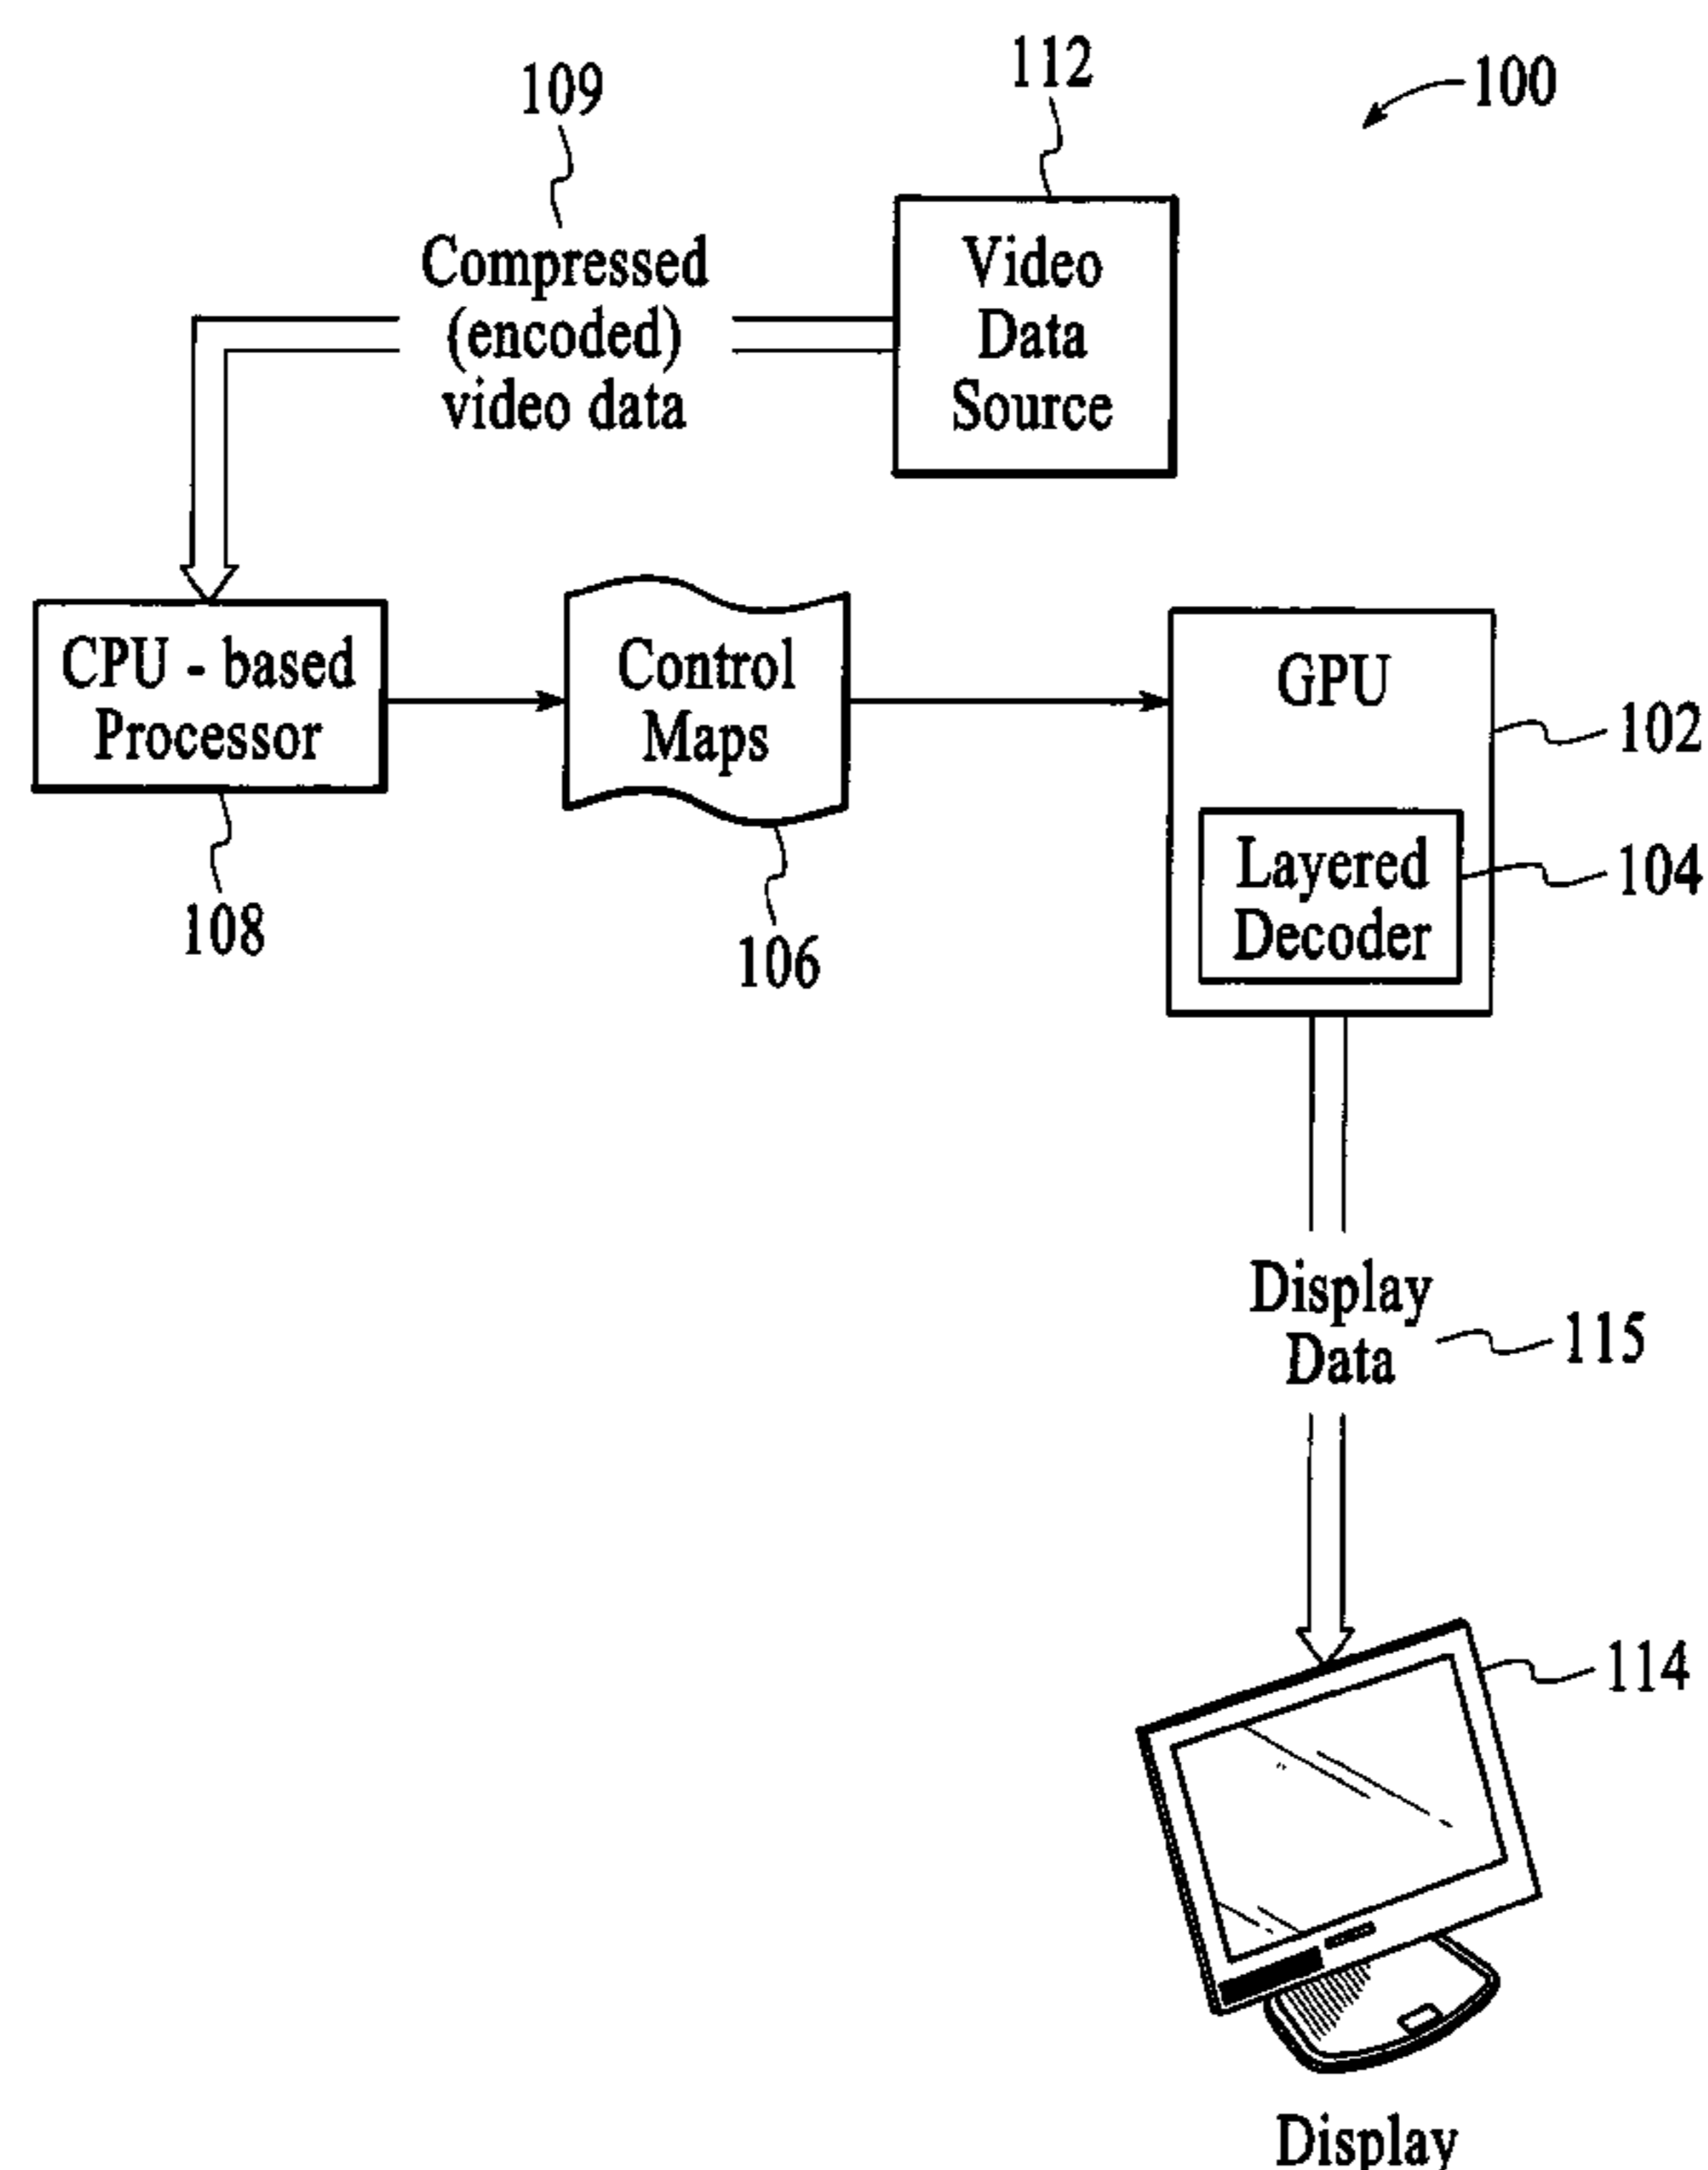 109
112
100
Compressed
(encoded)
video data
Video
Data
Source
CPU - based
Processor
108
Control
Maps
106
GPU
102
Layered
Decoder
104
Display
Data
115
114
Display